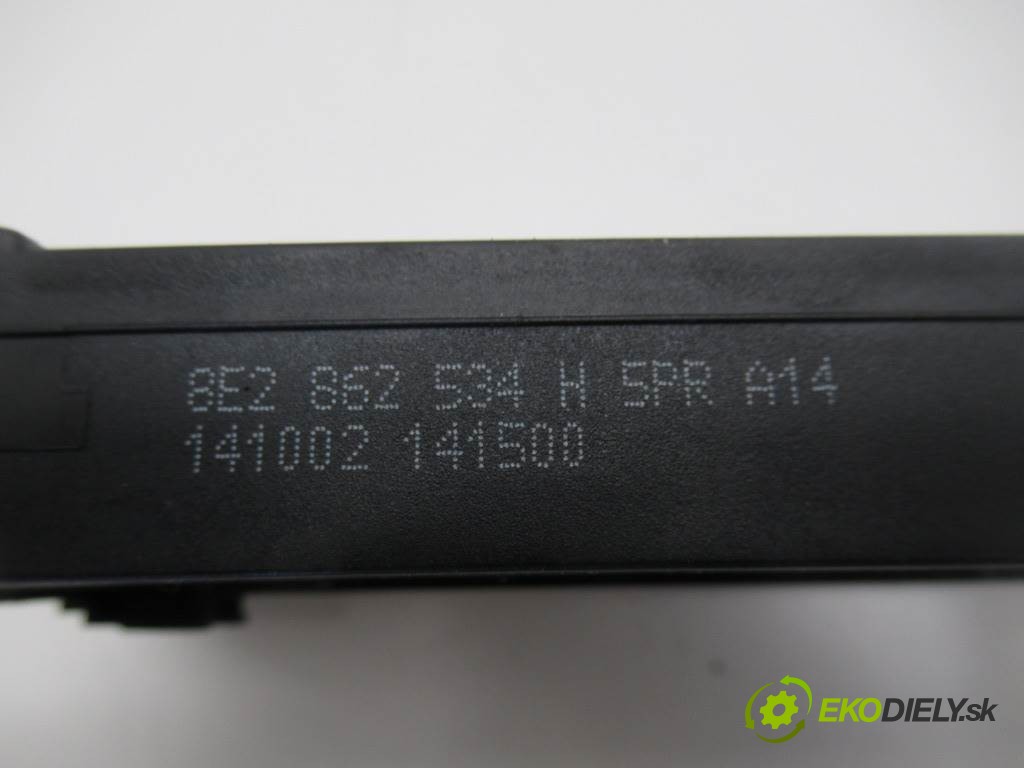 8E2 862 534 H 5PR A14
141002 141500
EKODIELY.sk